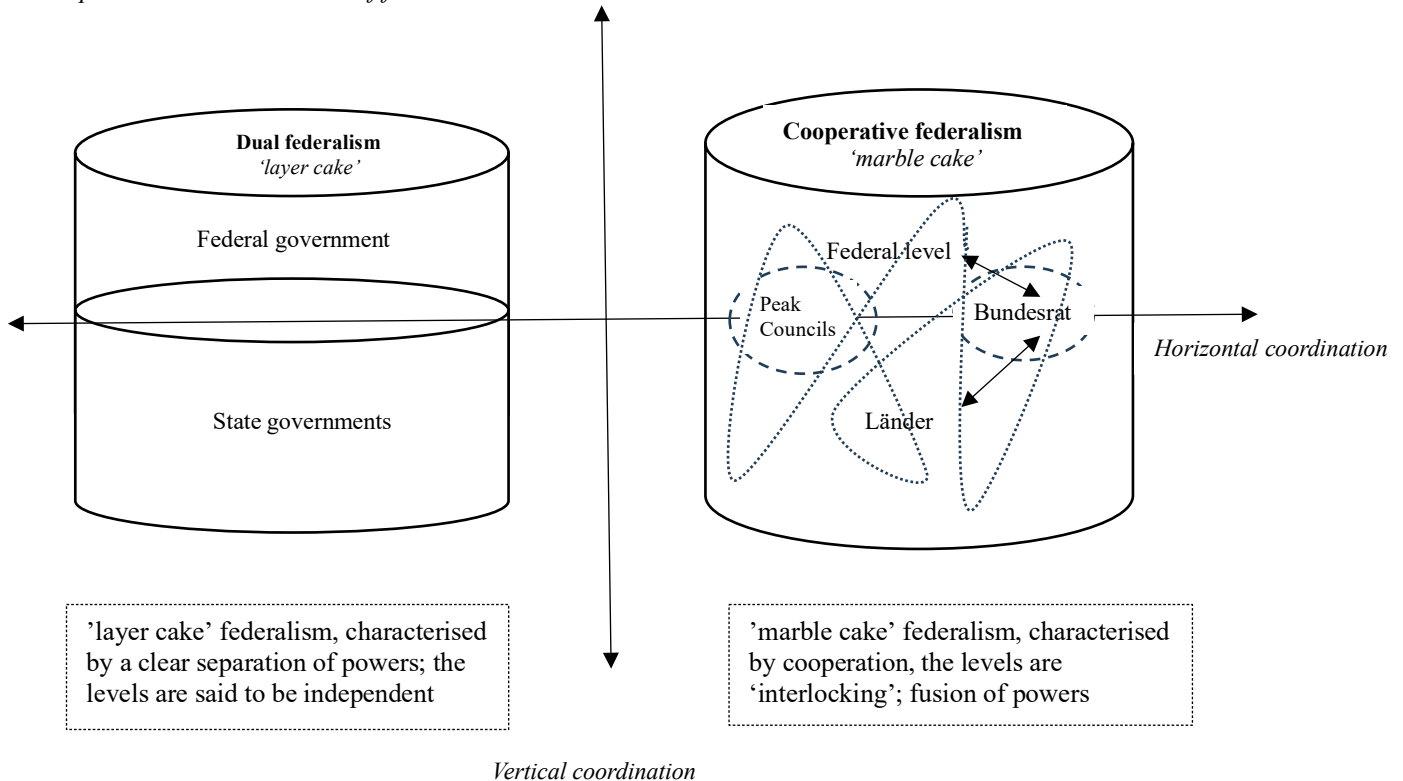 Dual federalism
‘layer cake’
Federal government
State governments
Cooperative federalism
‘marble cake’
Federal level
Peak
Councils
Bundesrat
Länder
Horizontal coordination
’layer cake’ federalism, characterised
by a clear separation of powers; the
levels are said to be independent
’marble cake’ federalism, characterised
by cooperation, the levels are
‘interlocking’; fusion of powers
Vertical coordination